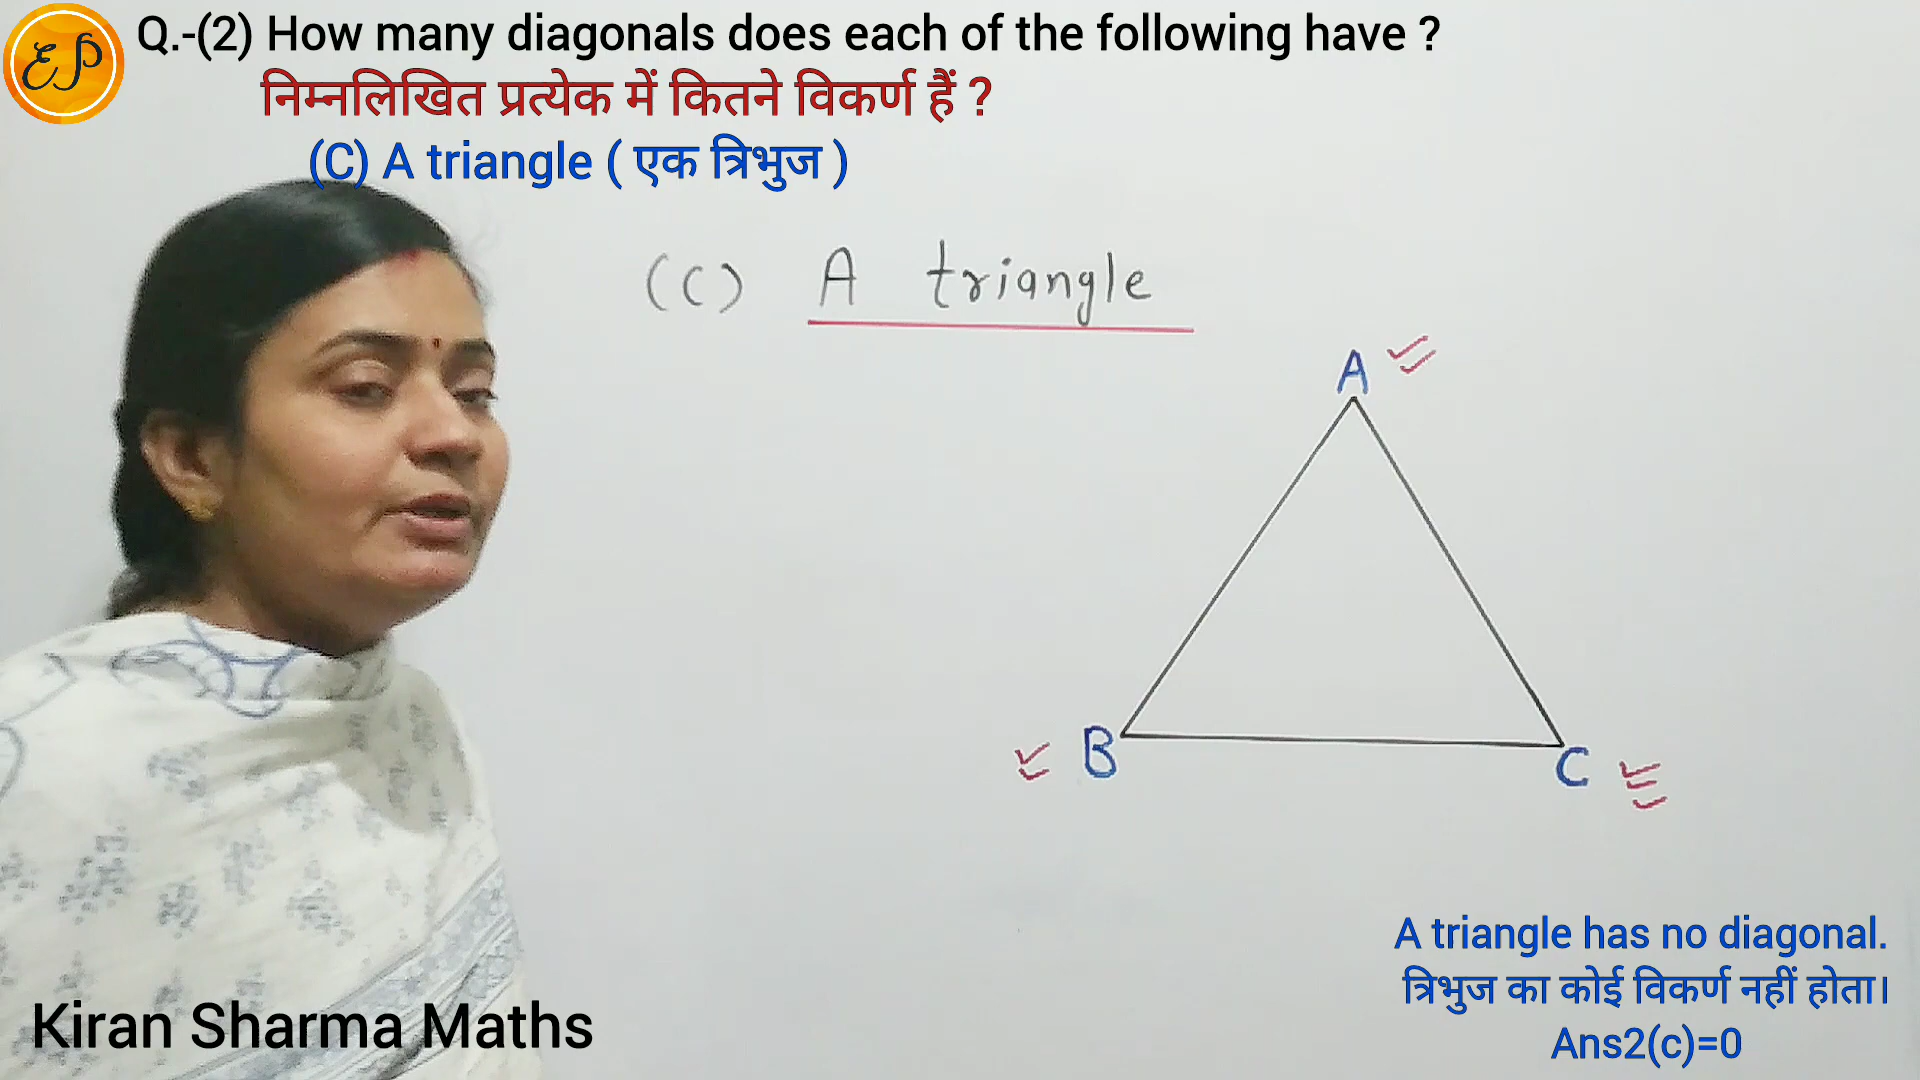 EP
Q.-(2) How many diagonals does each of the following have ?
निम्नलिखित प्रत्येक में कितने विकर्ण हैं ?
(C) A triangle ( एक त्रिभुज )
(C) A triangle
A
B
C
A triangle has no diagonal.
त्रिभुज का कोई विकर्ण नहीं होता।
Ans2(c)=0
Kiran Sharma Maths